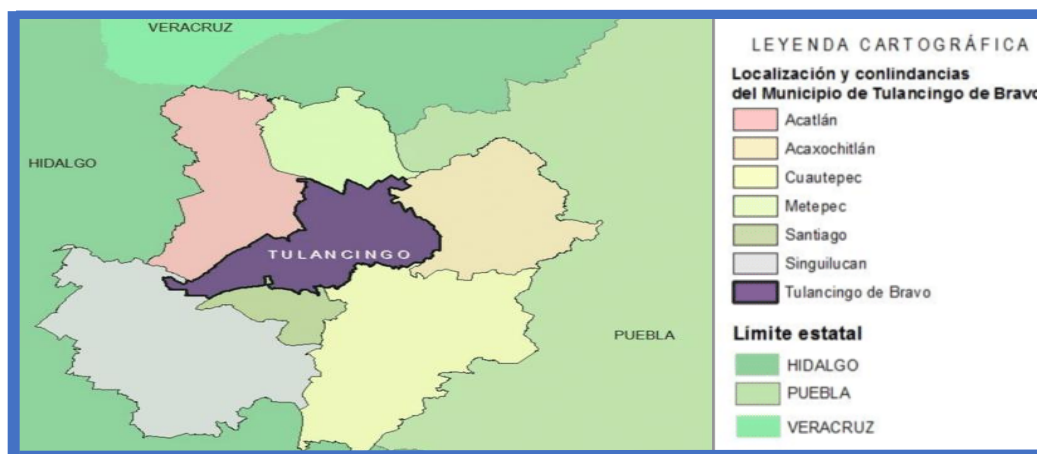 VERACRUZ
HIDALGO
TULANCINGO
PUEBLA
LEYENDA CARTOGRÁFICA
Localización y conlindancias
del Municipio de Tulancingo de Bravo
Acatlán
Acaxochitlán
Cuautepec
Metepec
Santiago
Singuilucan
Tulancingo de Bravo
Límite estatal
HIDALGO
PUEBLA
VERACRUZ